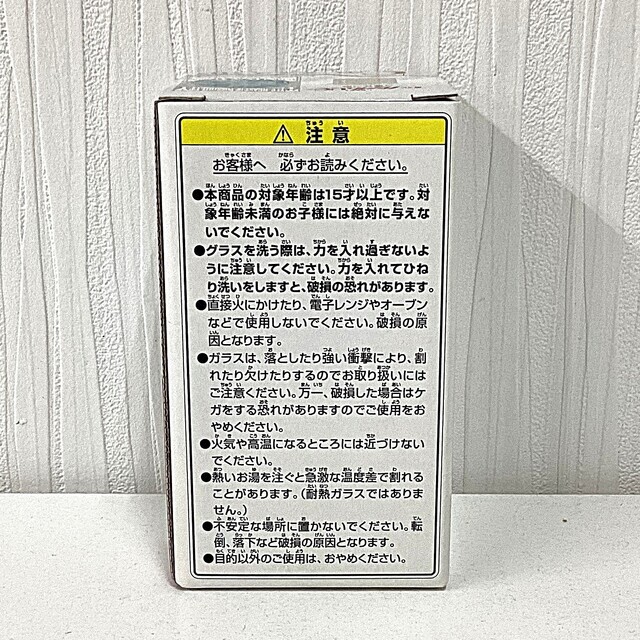 ⚠ 注意
お客様へ 必ずお読みください。
●本商品の対象年齢は15才以上です。対
象年齢未満のお子様には絶対に与えな
いでください。
●グラスを洗う際は、力を入れ過ぎないよ
うに注意してください。力を入れてひね
り洗いをしますと、破損の恐れがあります。
●直接火にかけたり、電子レンジやオーブン
などで使用しないでください。破損の原
因となります。
●ガラスは、落としたり強い衝撃により、割
れたり欠けたりするのでお取り扱いには
ご注意ください。万一、破損した場合はケ
ガをする恐れがありますのでご使用をお
やめください。
●火気や高温になるところには近づけない
でください。
●熱いお湯を注ぐと急激な温度差で割れる
ことがあります。(耐熱ガラスではありま
せん。)
●不安定な場所に置かないでください。転
倒、落下など破損の原因となります。
●目的以外のご使用は、おやめください。